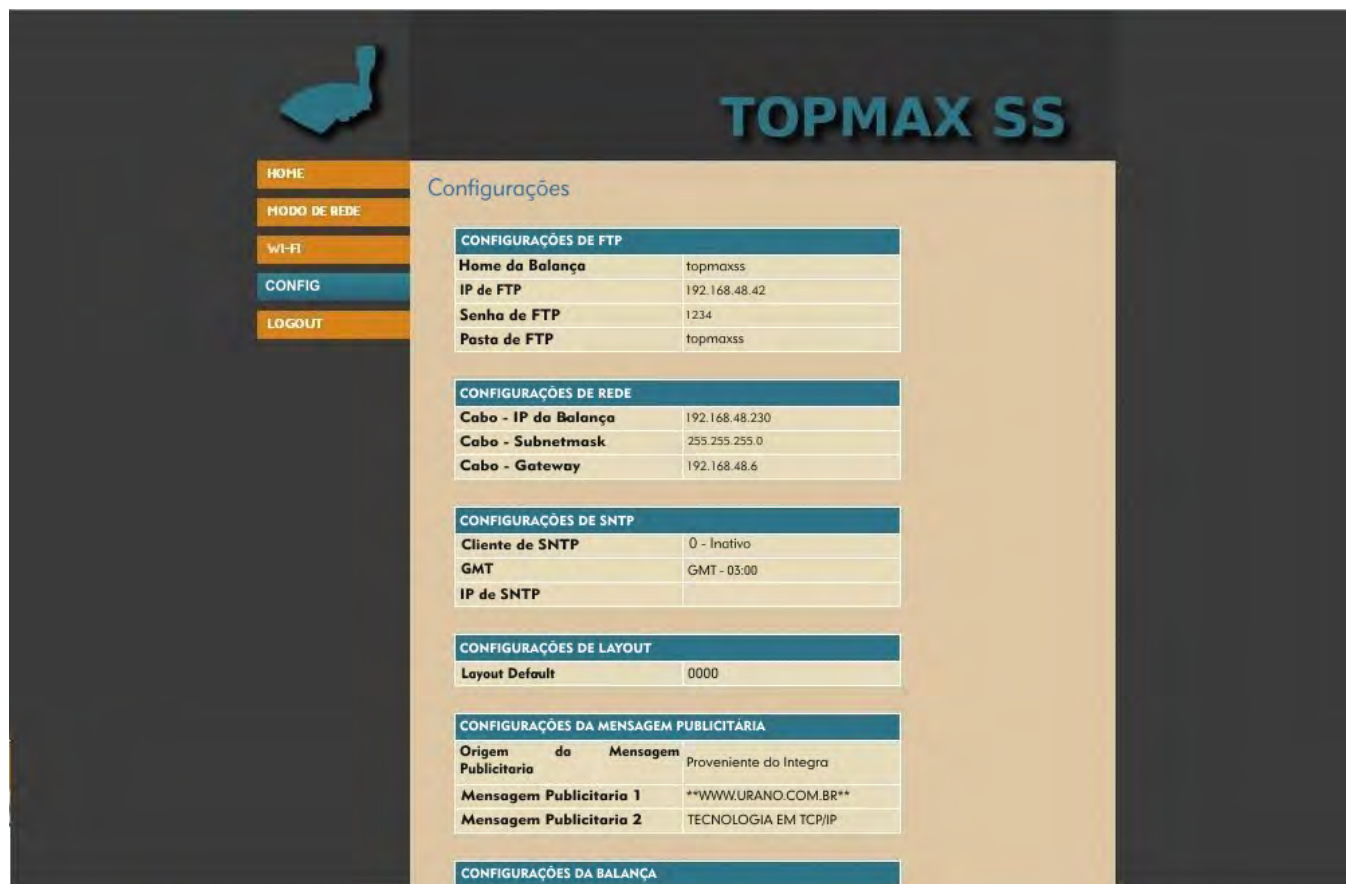 TOPMAX SS
HOME
MODO DE REDE
WI-FI
CONFIG
LOGOUT
Configurações
CONFIGURAÇÕES DE FTP
Home da Balança topmaxss
IP de FTP 192.168.48.42
Senha de FTP 1234
Pasta de FTP topmaxss
CONFIGURAÇÕES DE REDE
Cabo - IP da Balança 192.168.48.230
Cabo - Subnetmask 255.255.255.0
Cabo - Gateway 192.168.48.6
CONFIGURAÇÕES DE SNTP
Cliente de SNTP 0 - Inativo
GMT GMT - 03:00
IP de SNTP
CONFIGURAÇÕES DE LAYOUT
Layout Default 0000
CONFIGURAÇÕES DA MENSAGEM PUBLICITÁRIA
Origem da Mensagem
Publicitaria Proveniente do Integra
Mensagem Publicitaria 1 **WWW.URANO.COM.BR**
Mensagem Publicitaria 2 TECNOLOGIA EM TCP/IP
CONFIGURAÇÕES DA BALANÇA